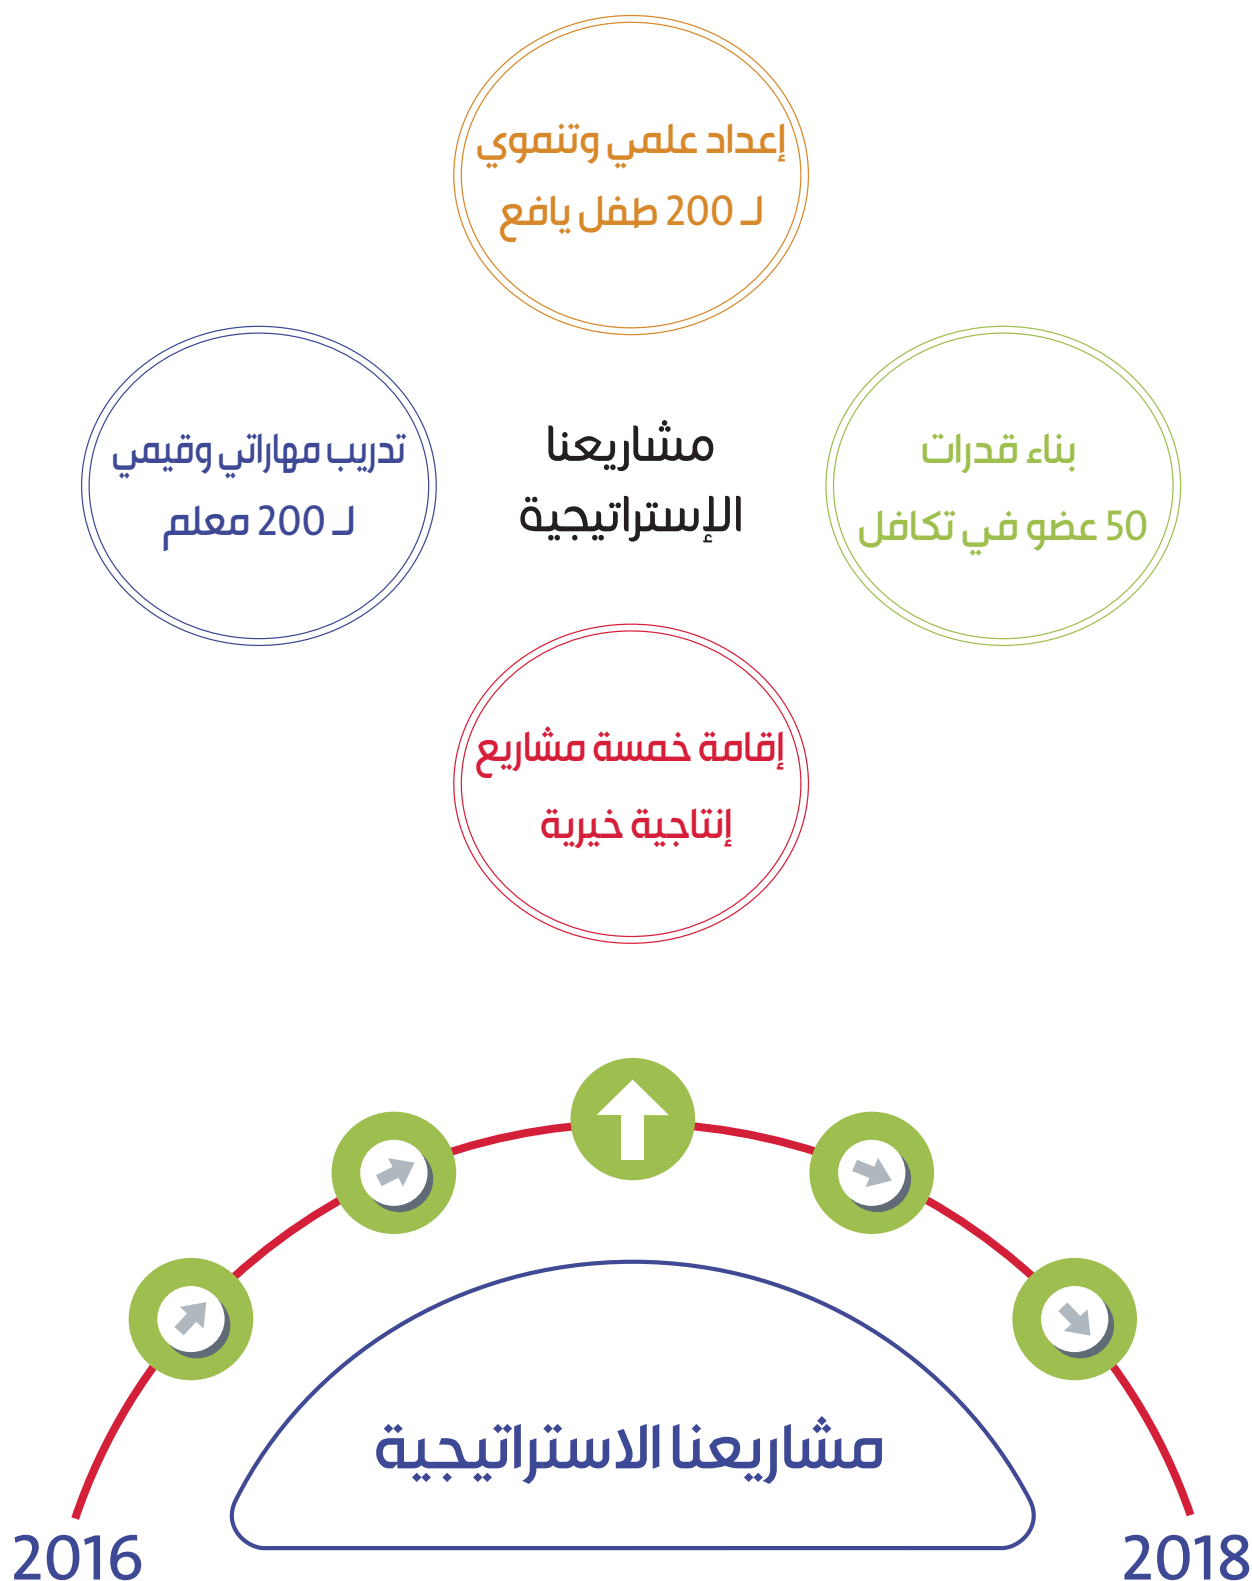 إعداد علمي وتنموي
لـ 200 طفل يافع
بناء قدرات
50 عضو في تكافل
مشاريعنا
الإستراتيجية
تدريب مهاراتي وقيمي
لـ 200 معلم
إقامة خمسة مشاريع
إنتاجية خيرية
مشاريعنا الاستراتيجية
2018
2016